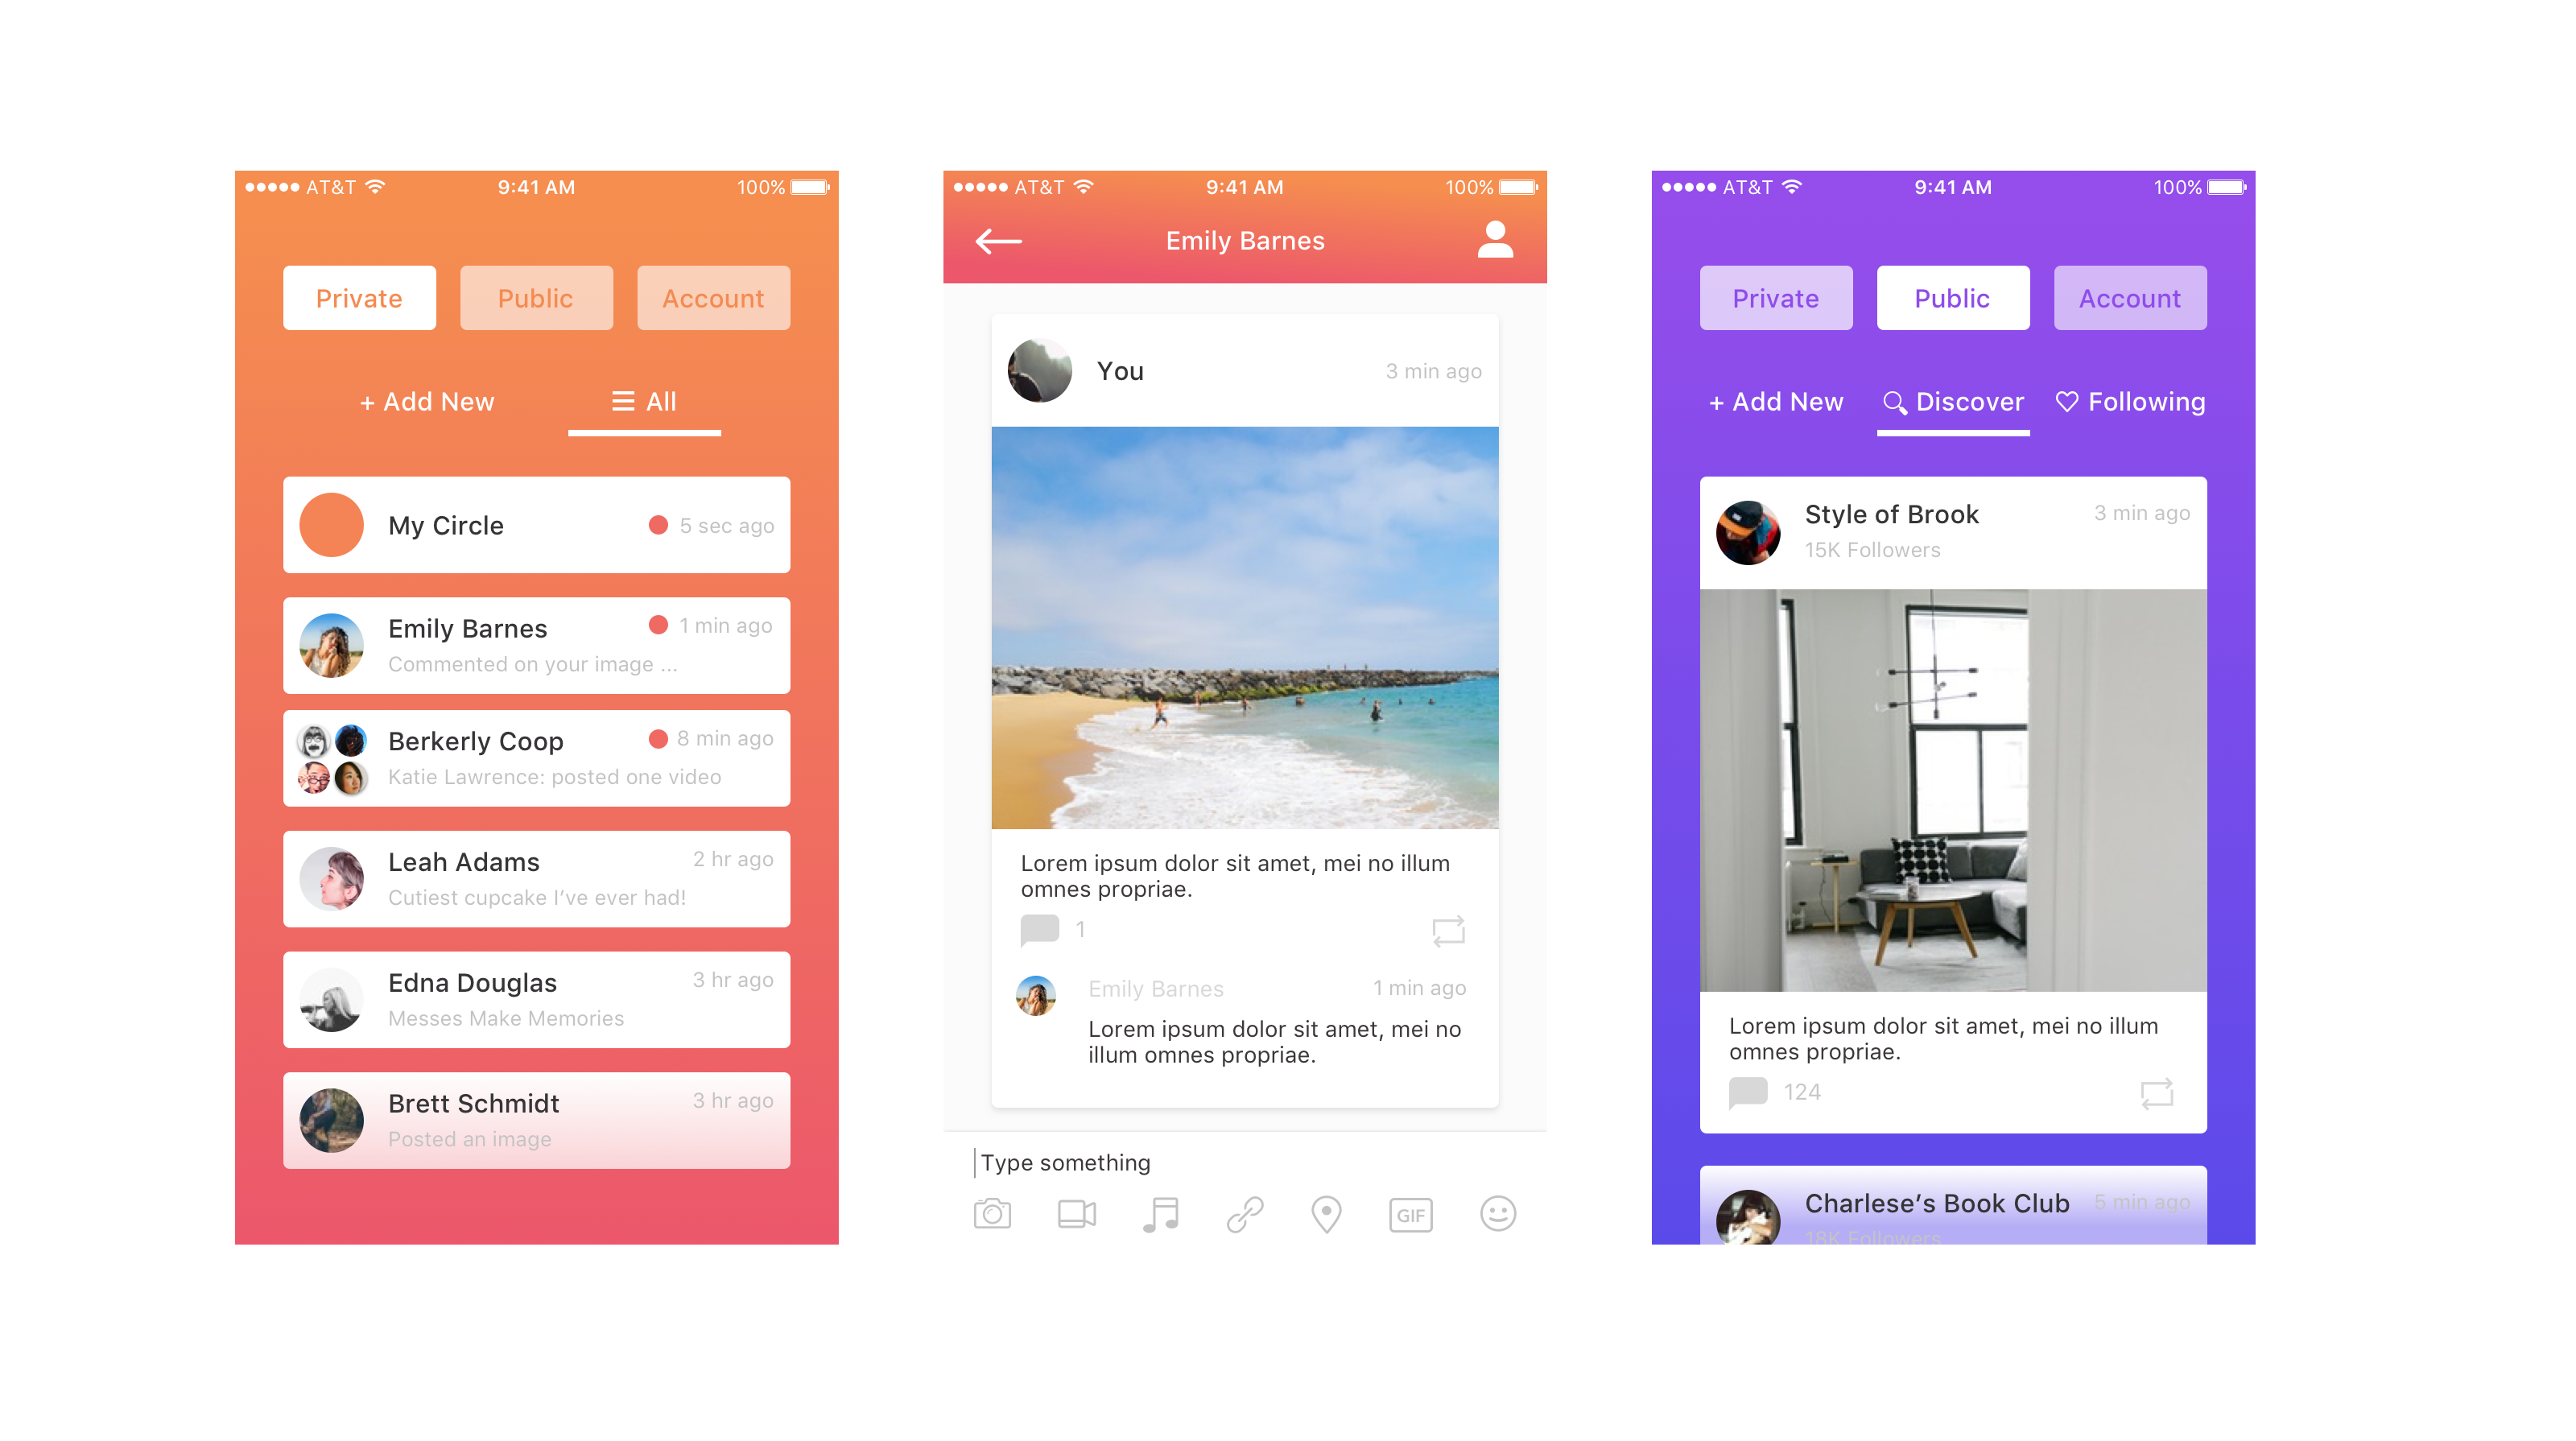 AT&T 9:41 AM 100%
Private Public Account
+ Add New All
My Circle 5 sec ago
Emily Barnes 1 min ago
Commented on your image ...
Berkerly Coop 8 min ago
Katie Lawrence: posted one video
Leah Adams 2 hr ago
Cutiest cupcake I’ve ever had!
Edna Douglas 3 hr ago
Messes Make Memories
Brett Schmidt 3 hr ago
Posted an image
AT&T 9:41 AM 100%
Emily Barnes
You 3 min ago
Lorem ipsum dolor sit amet, mei no illum
omnes propriae.
1
Emily Barnes 1 min ago
Lorem ipsum dolor sit amet, mei no
illum omnes propriae.
Type something
GIF
AT&T 9:41 AM 100%
Private Public Account
+ Add New Discover Following
Style of Brook 3 min ago
15K Followers
Lorem ipsum dolor sit amet, mei no illum
omnes propriae.
124
Charlese’s Book Club 5 min ago
18K Followers